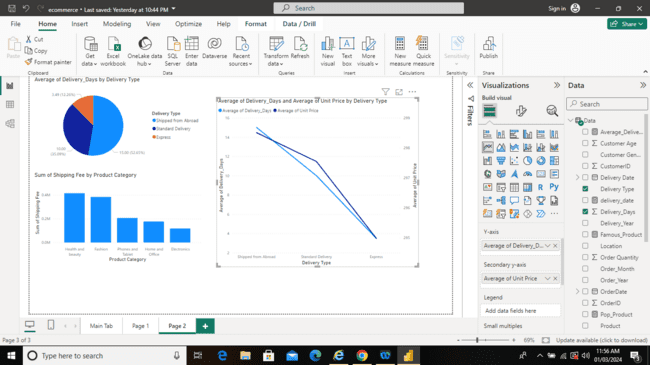 ecommerce • Last saved: Yesterday at 10:44 PM
Sign in
File
Home
Insert
Modeling
View
Optimize
Help
Format
Data / Drill
Share
Paste
Cut
Copy
Format painter
Get data
Excel workbook
OneLake data hub
SQL Server
Enter data
Dataverse
Recent sources
Transform data
Refresh
New visual
Text box
More visuals
New measure
Quick measure
Sensitivity
Publish
Clipboard
Data
Queries
Insert
Calculations
Sensitivity
Share
Average of Delivery_Days by Delivery Type
Delivery Type
Shipped from Abroad
Standard Delivery
Express
Sum of Shipping Fee by Product Category
Sum of Shipping Fee
0.4M
0.2M
0.0M
Health and beauty
Fashion
Phones and Tablet
Home and Office
Electronics
Product Category
Average of Delivery_Days and Average of Unit Price by Delivery Type
Average of Delivery_Days
Average of Unit Price
Average of Delivery_Days
16
14
12
10
8
6
4
2
Average of Unit Price
Shipped from Abroad
Standard Delivery
Express
Delivery Type
Filters
Visualizations
Build visual
Y-axis
Average of Delivery_D...
Secondary y-axis
Average of Unit Price
Legend
Add data fields here
Small multiples
Data
Search
Data
Average_Delive...
Customer Age
Customer Gen...
CustomerID
Delivery Date
Delivery Type
delivery_date
Delivery_Days
Delivery_Year
Famous_Product
Location
Order Quantity
Order_Month
Order_Year
OrderDate
OrderID
Pop_Product
Product
Main Tab
Page 1
Page 2
Page 3 of 3
69%
Update available (click to download)
Type here to search
11:56 AM
01/03/2024